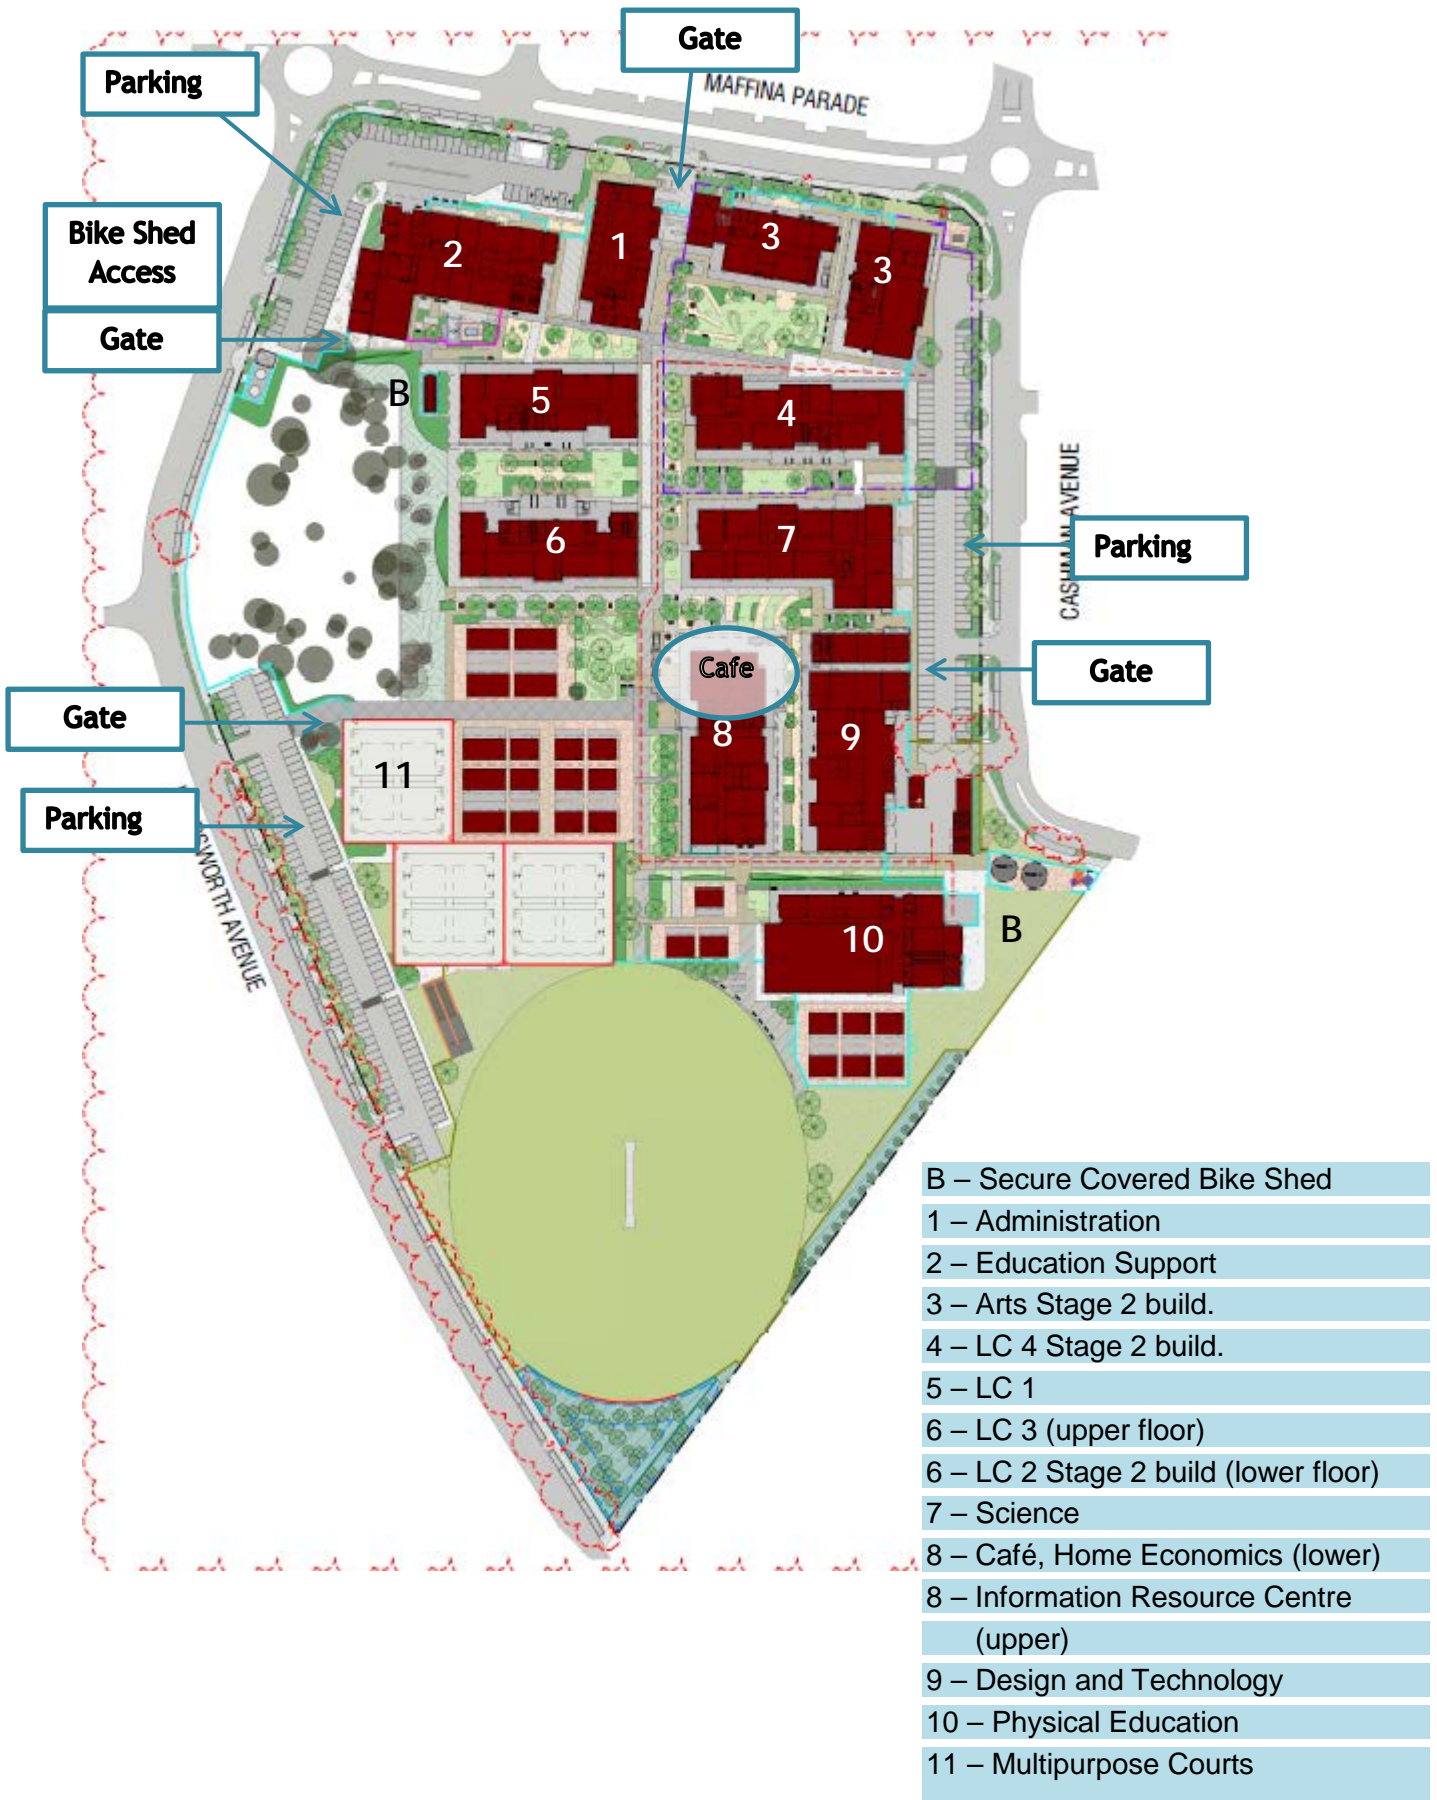 Gate
Parking
MAFFINA PARADE
Bike Shed
Access
Gate
1
2
3
3
B
5
4
6
7
CASHMAN AVENUE
Parking
Cafe
Gate
Gate
8
9
11
Parking
SWORTH AVENUE
10
B
B – Secure Covered Bike Shed
1 – Administration
2 – Education Support
3 – Arts Stage 2 build.
4 – LC 4 Stage 2 build.
5 – LC 1
6 – LC 3 (upper floor)
6 – LC 2 Stage 2 build (lower floor)
7 – Science
8 – Café, Home Economics (lower)
8 – Information Resource Centre
(upper)
9 – Design and Technology
10 – Physical Education
11 – Multipurpose Courts